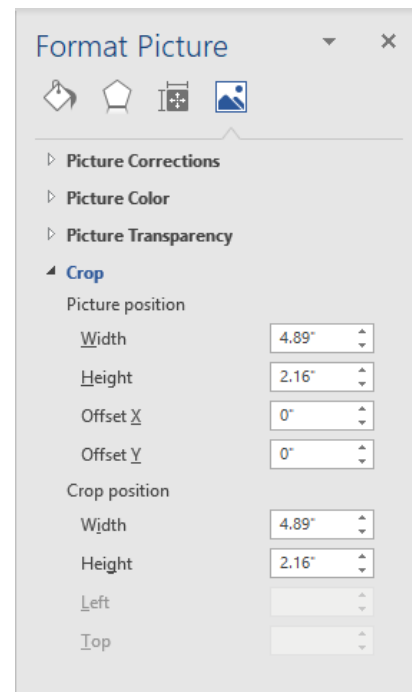 Format Picture
Picture Corrections
Picture Color
Picture Transparency
Crop
Picture position
Width 4.89"
Height 2.16"
Offset X 0"
Offset Y 0"
Crop position
Width 4.89"
Height 2.16"
Left
Top